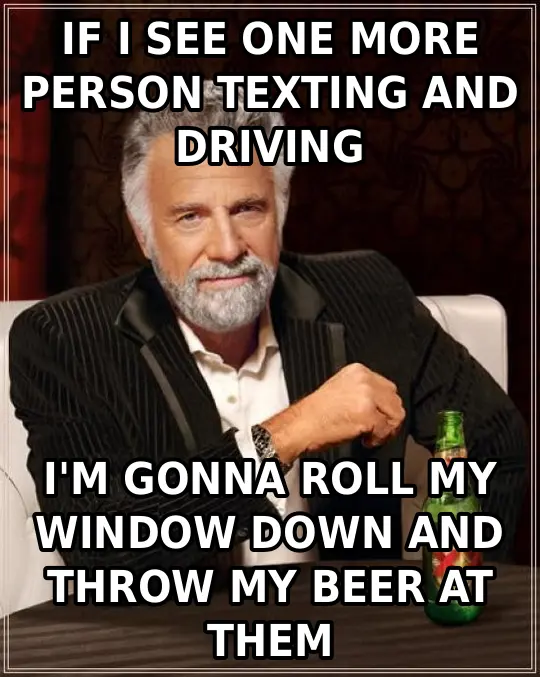 IF I SEE ONE MORE
PERSON TEXTING AND
DRIVING
I'M GONNA ROLL MY
WINDOW DOWN AND
THROW MY BEER AT
THEM